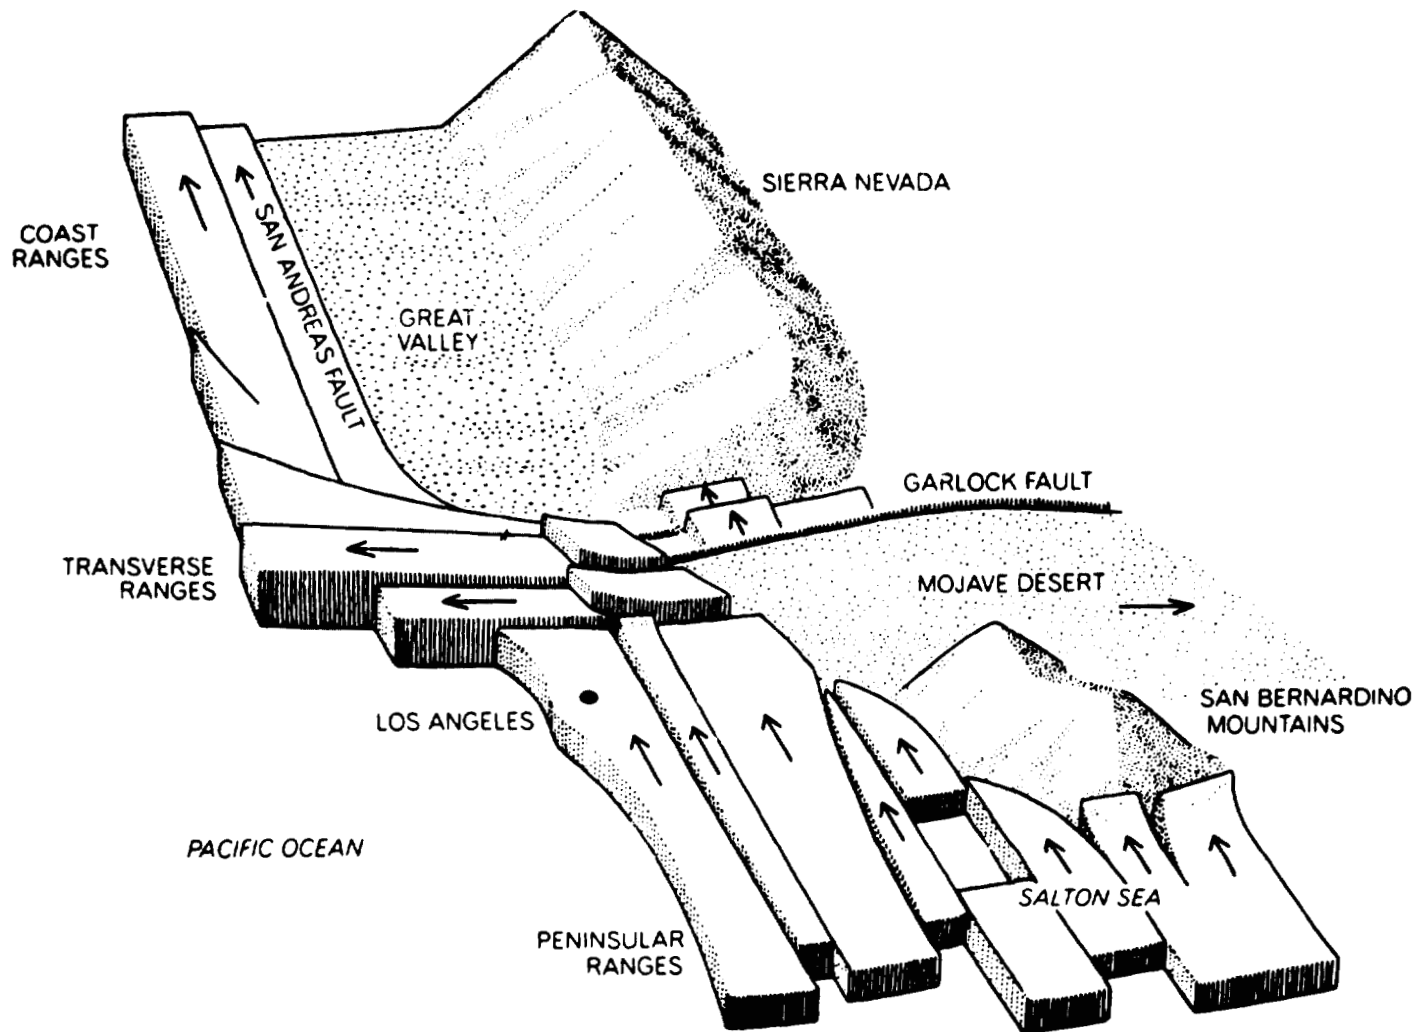 SIERRA NEVADA
COAST
RANGES
SAN ANDREAS FAULT
GREAT
VALLEY
GARLOCK FAULT
TRANSVERSE
RANGES
MOJAVE DESERT
SAN BERNARDINO
MOUNTAINS
LOS ANGELES
PACIFIC OCEAN
SALTON SEA
PENINSULAR
RANGES